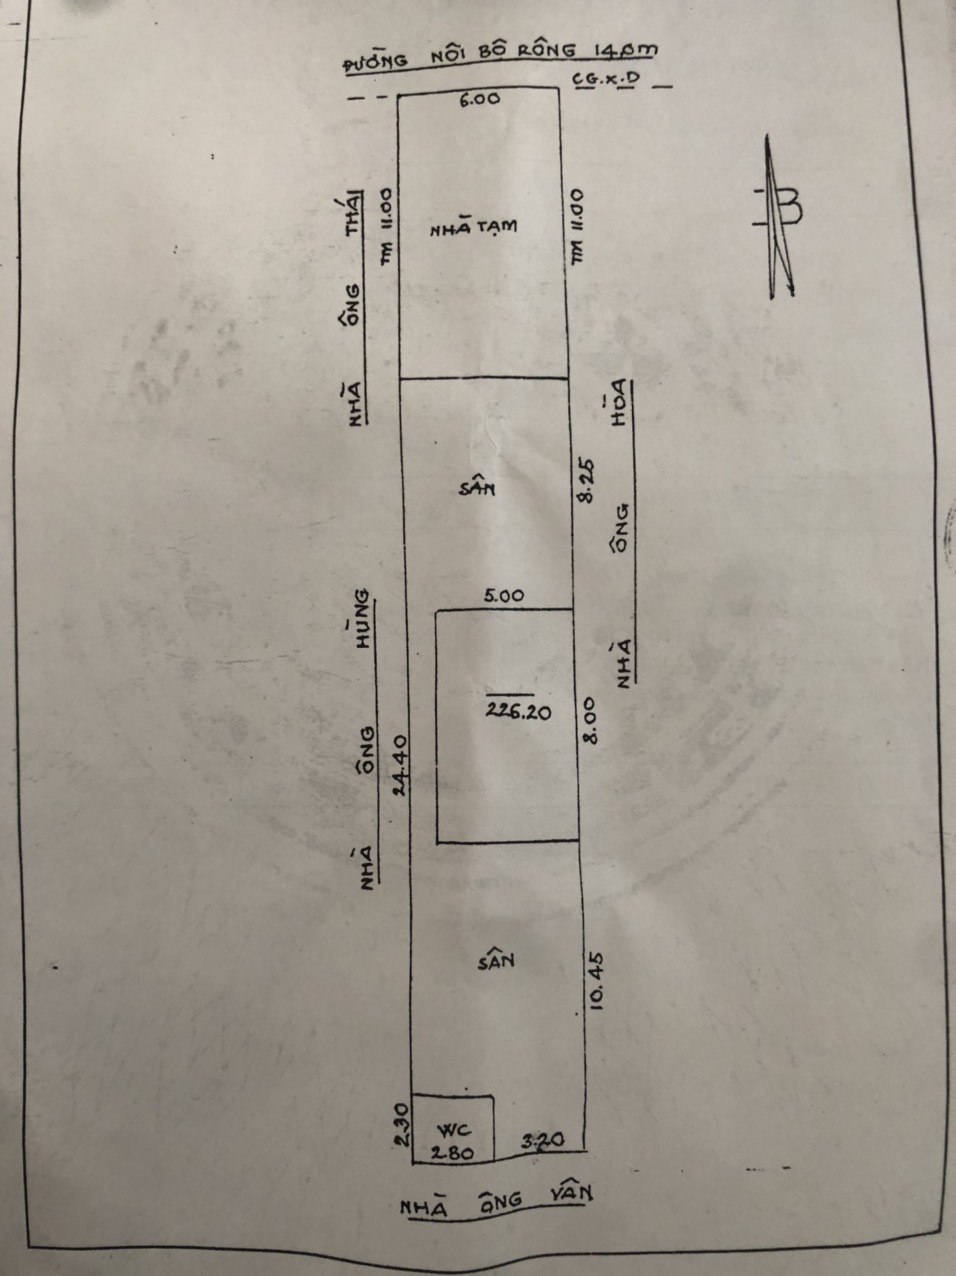 ĐƯỜNG NỘI BỘ RỘNG 14,0m
CG.X.D
6.00
NHÀ ÔNG THÁI
TM 11.00
NHÀ TẠM
TM 11.00
B
NHÀ ÔNG HÒA
SÂN
8.25
5.00
NHÀ ÔNG HÙNG
24.40
226.20
8.00
SÂN
10.45
2.30
WC
2.80
3.20
NHÀ ÔNG VÂN